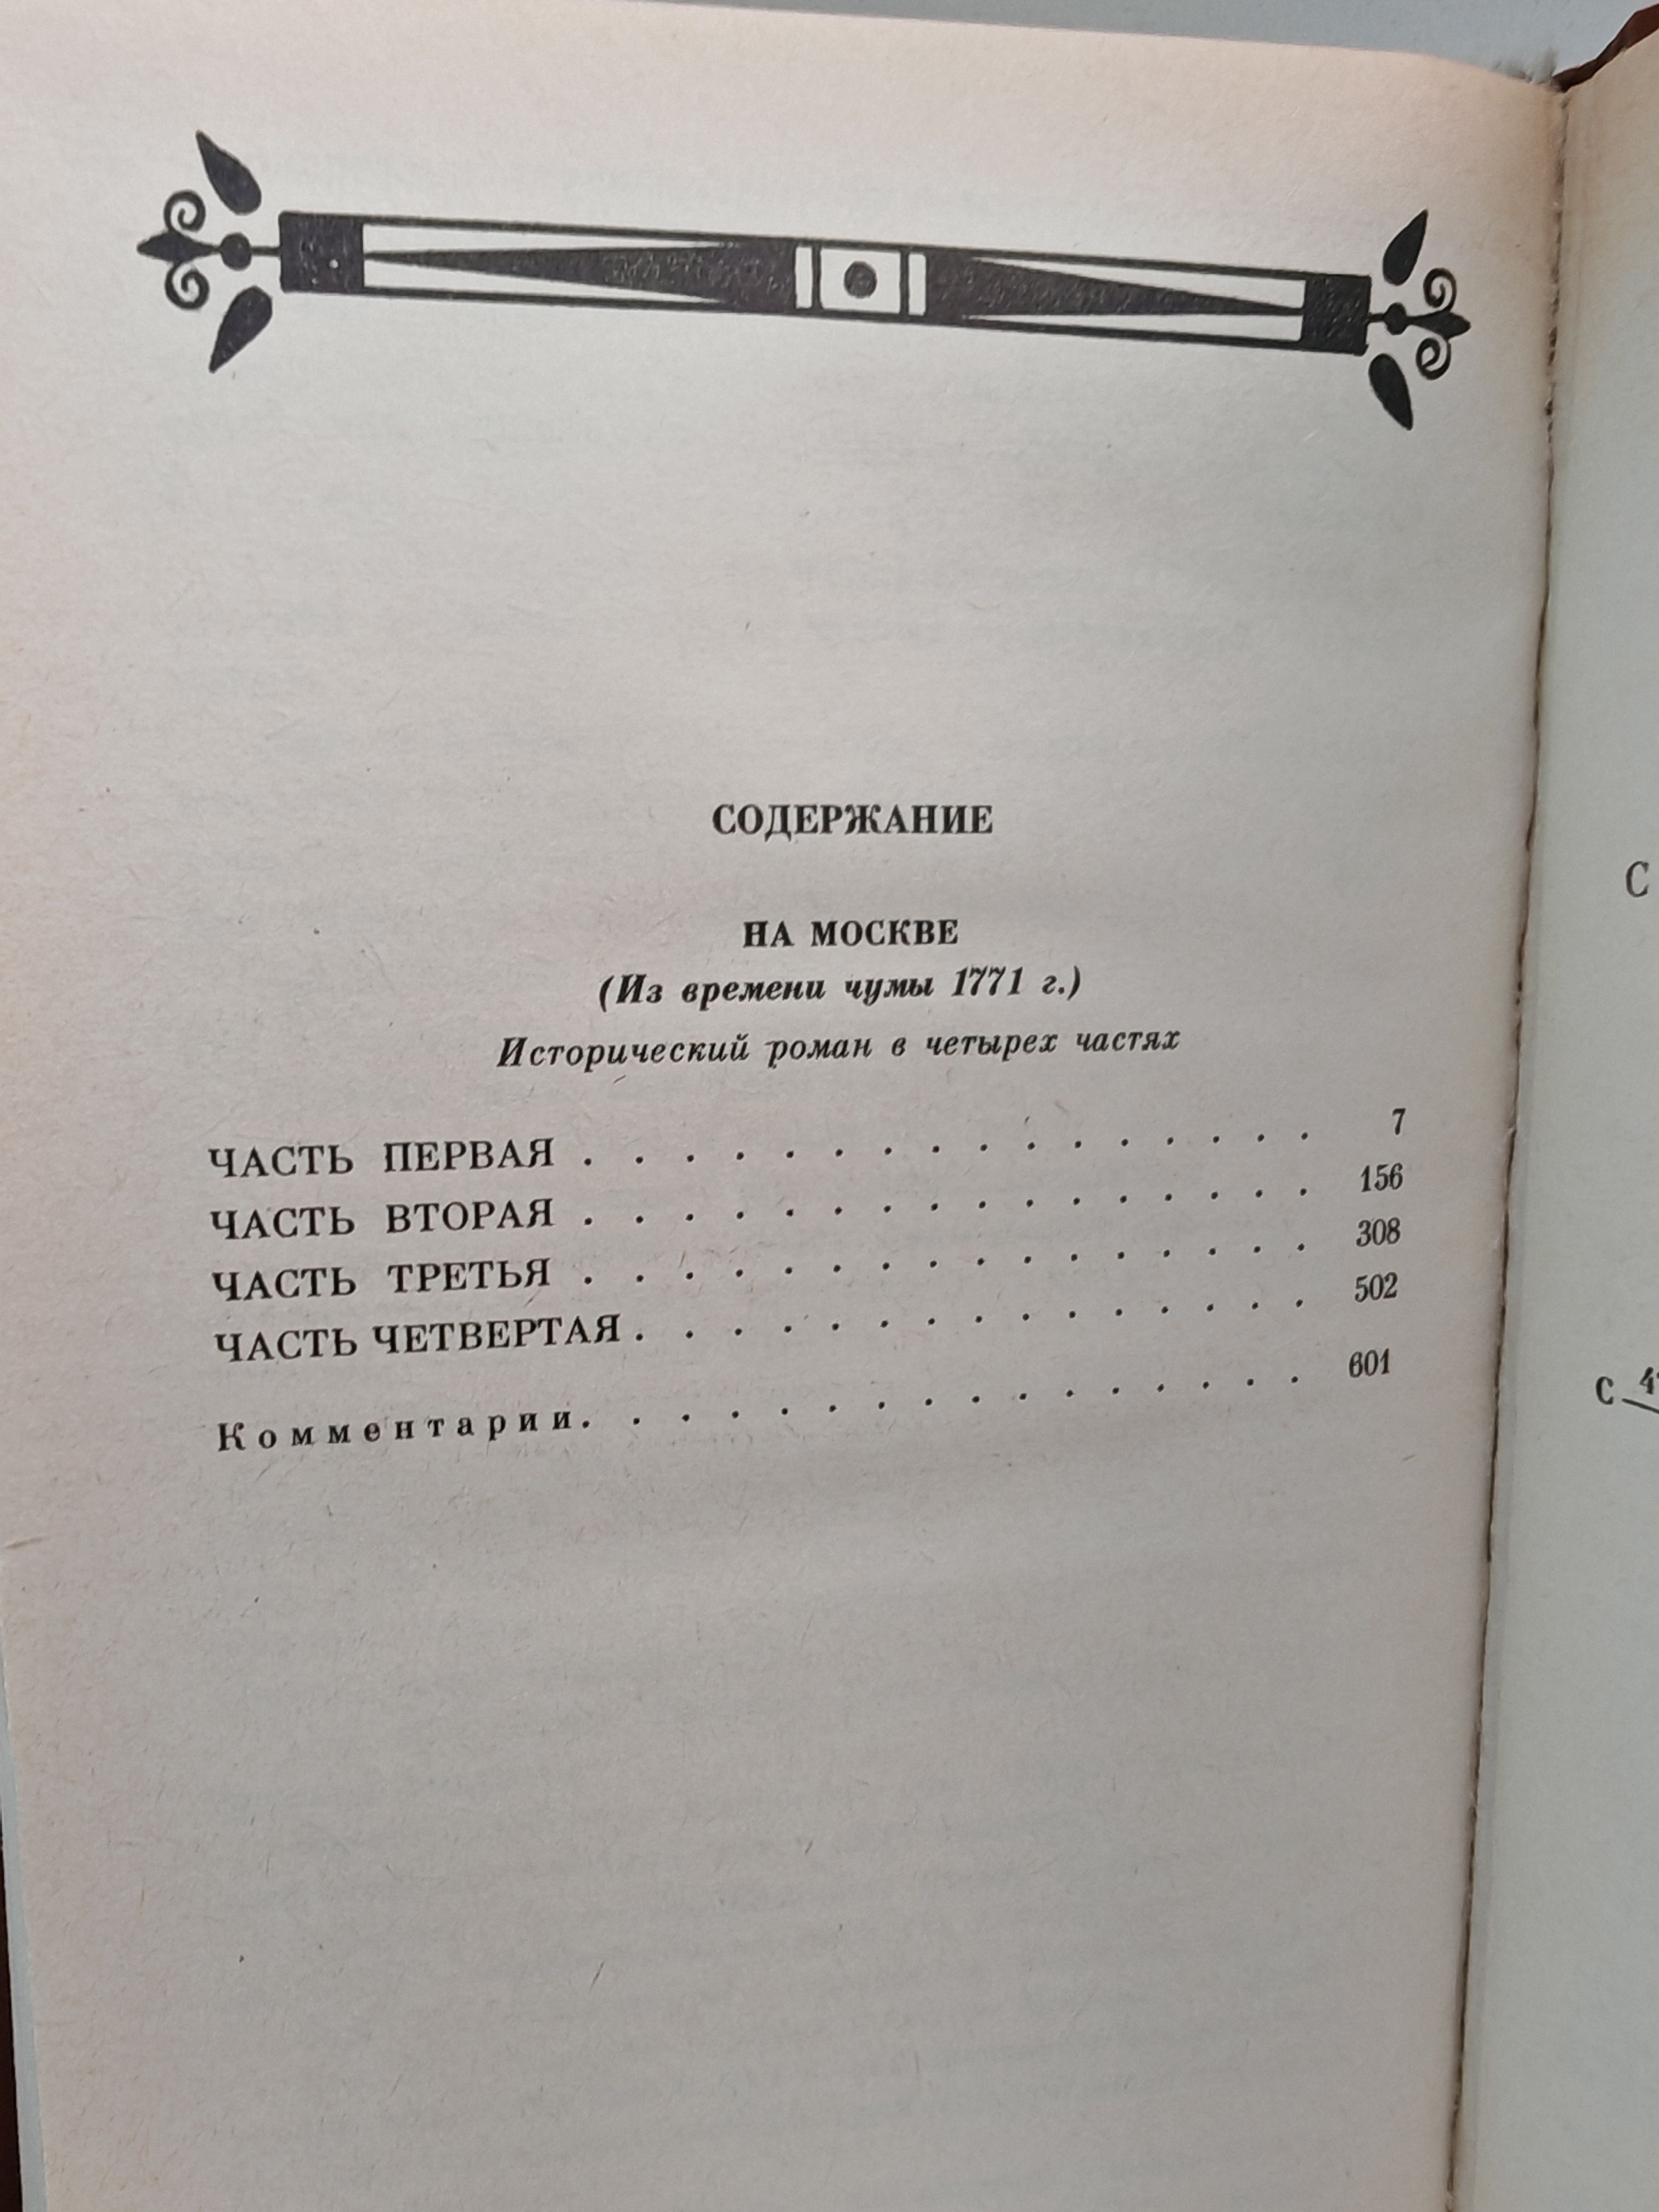 СОДЕРЖАНИЕ
НА МОСКВЕ
(Из времени чумы 1771 г.)
Исторический роман в четырех частях
ЧАСТЬ ПЕРВАЯ . . . . . . . . . . . . . . . 7
ЧАСТЬ ВТОРАЯ . . . . . . . . . . . . . . . 156
ЧАСТЬ ТРЕТЬЯ . . . . . . . . . . . . . . . 308
ЧАСТЬ ЧЕТВЕРТАЯ . . . . . . . . . . . . . . 502
Комментарии . . . . . . . . . . . . . . . 601
С
С